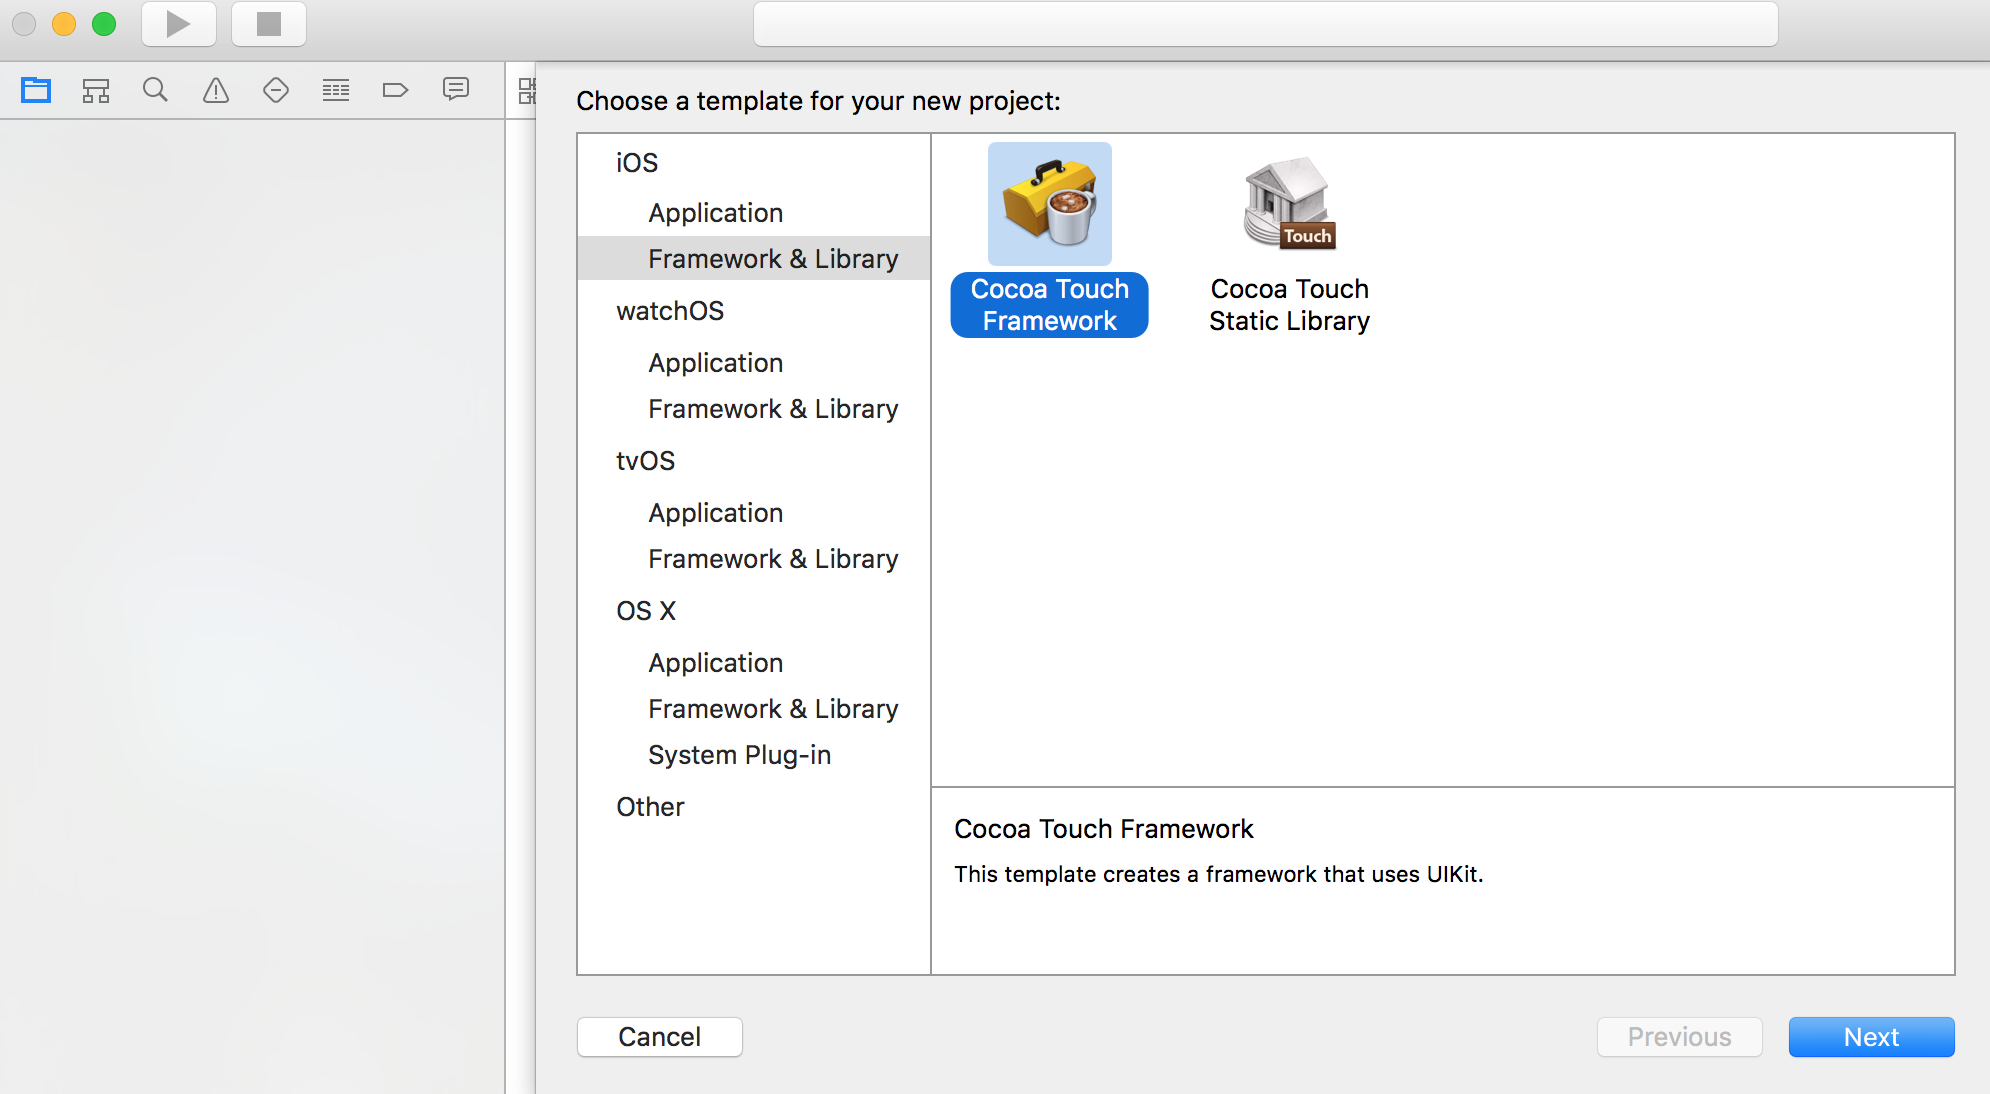 Choose a template for your new project:
iOS
Application
Framework & Library
watchOS
Application
Framework & Library
tvOS
Application
Framework & Library
OS X
Application
Framework & Library
System Plug-in
Other
Touch
Cocoa Touch
Framework
Cocoa Touch
Static Library
Cocoa Touch Framework
This template creates a framework that uses UIKit.
Cancel
Previous
Next